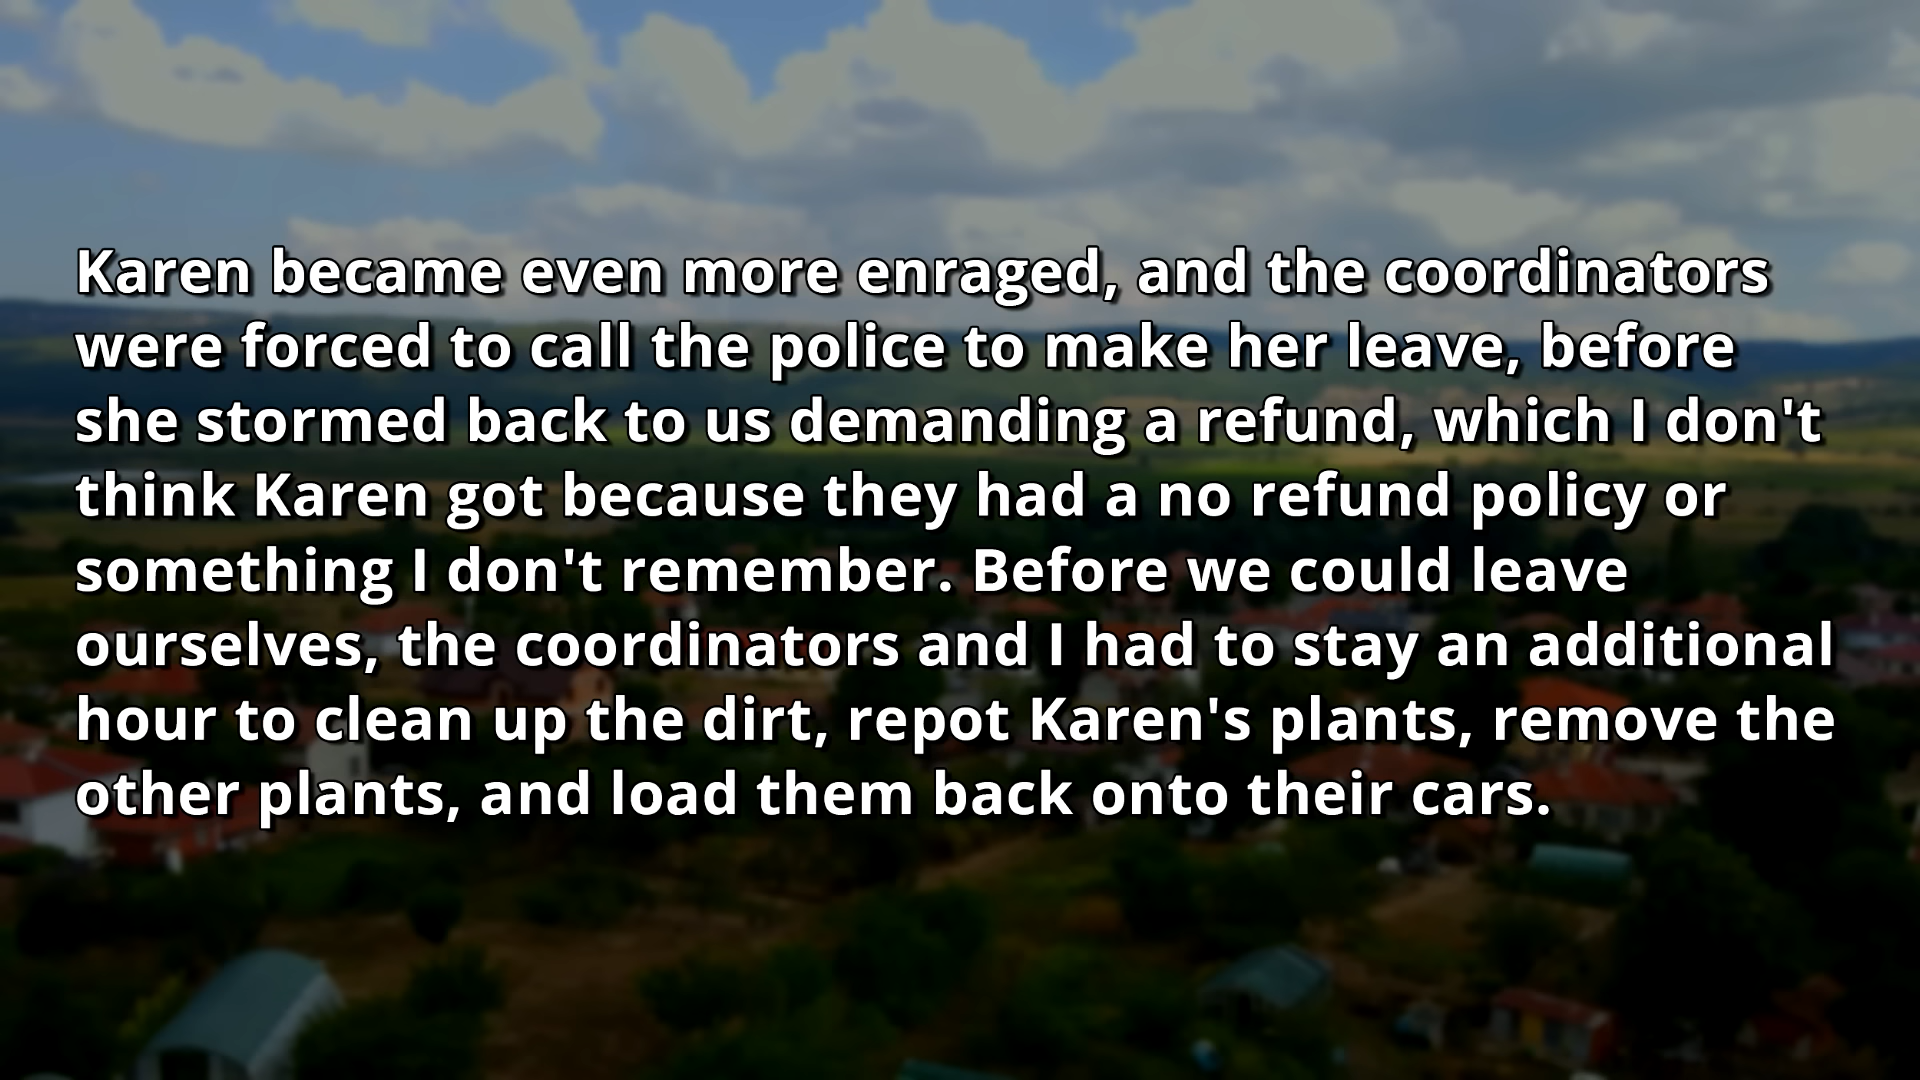 Karen became even more enraged, and the coordinators
were forced to call the police to make her leave, before
she stormed back to us demanding a refund, which I don't
think Karen got because they had a no refund policy or
something I don't remember. Before we could leave
ourselves, the coordinators and I had to stay an additional
hour to clean up the dirt, repot Karen's plants, remove the
other plants, and load them back onto their cars.